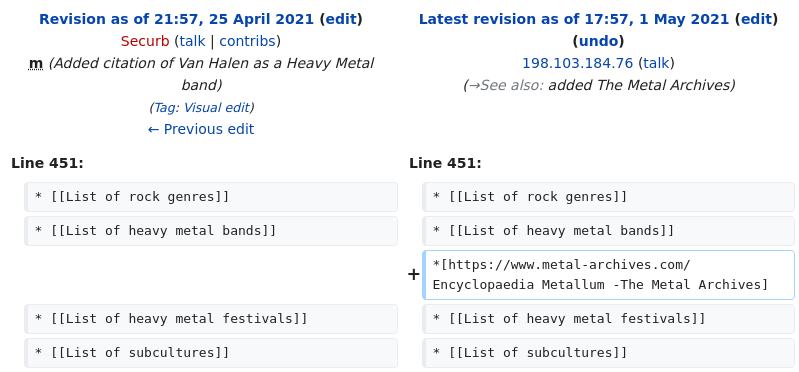 Revision as of 21:57, 25 April 2021 (edit)
Securb (talk | contribs)
m (Added citation of Van Halen as a Heavy Metal
band)
(Tag: Visual edit)
← Previous edit
Latest revision as of 17:57, 1 May 2021 (edit)
(undo)
198.103.184.76 (talk)
(→See also: added The Metal Archives)
Line 451:
Line 451:
* [[List of rock genres]]
* [[List of rock genres]]
* [[List of heavy metal bands]]
* [[List of heavy metal bands]]
+
*[https://www.metal-archives.com/
Encyclopaedia Metallum -The Metal Archives]
* [[List of heavy metal festivals]]
* [[List of heavy metal festivals]]
* [[List of subcultures]]
* [[List of subcultures]]